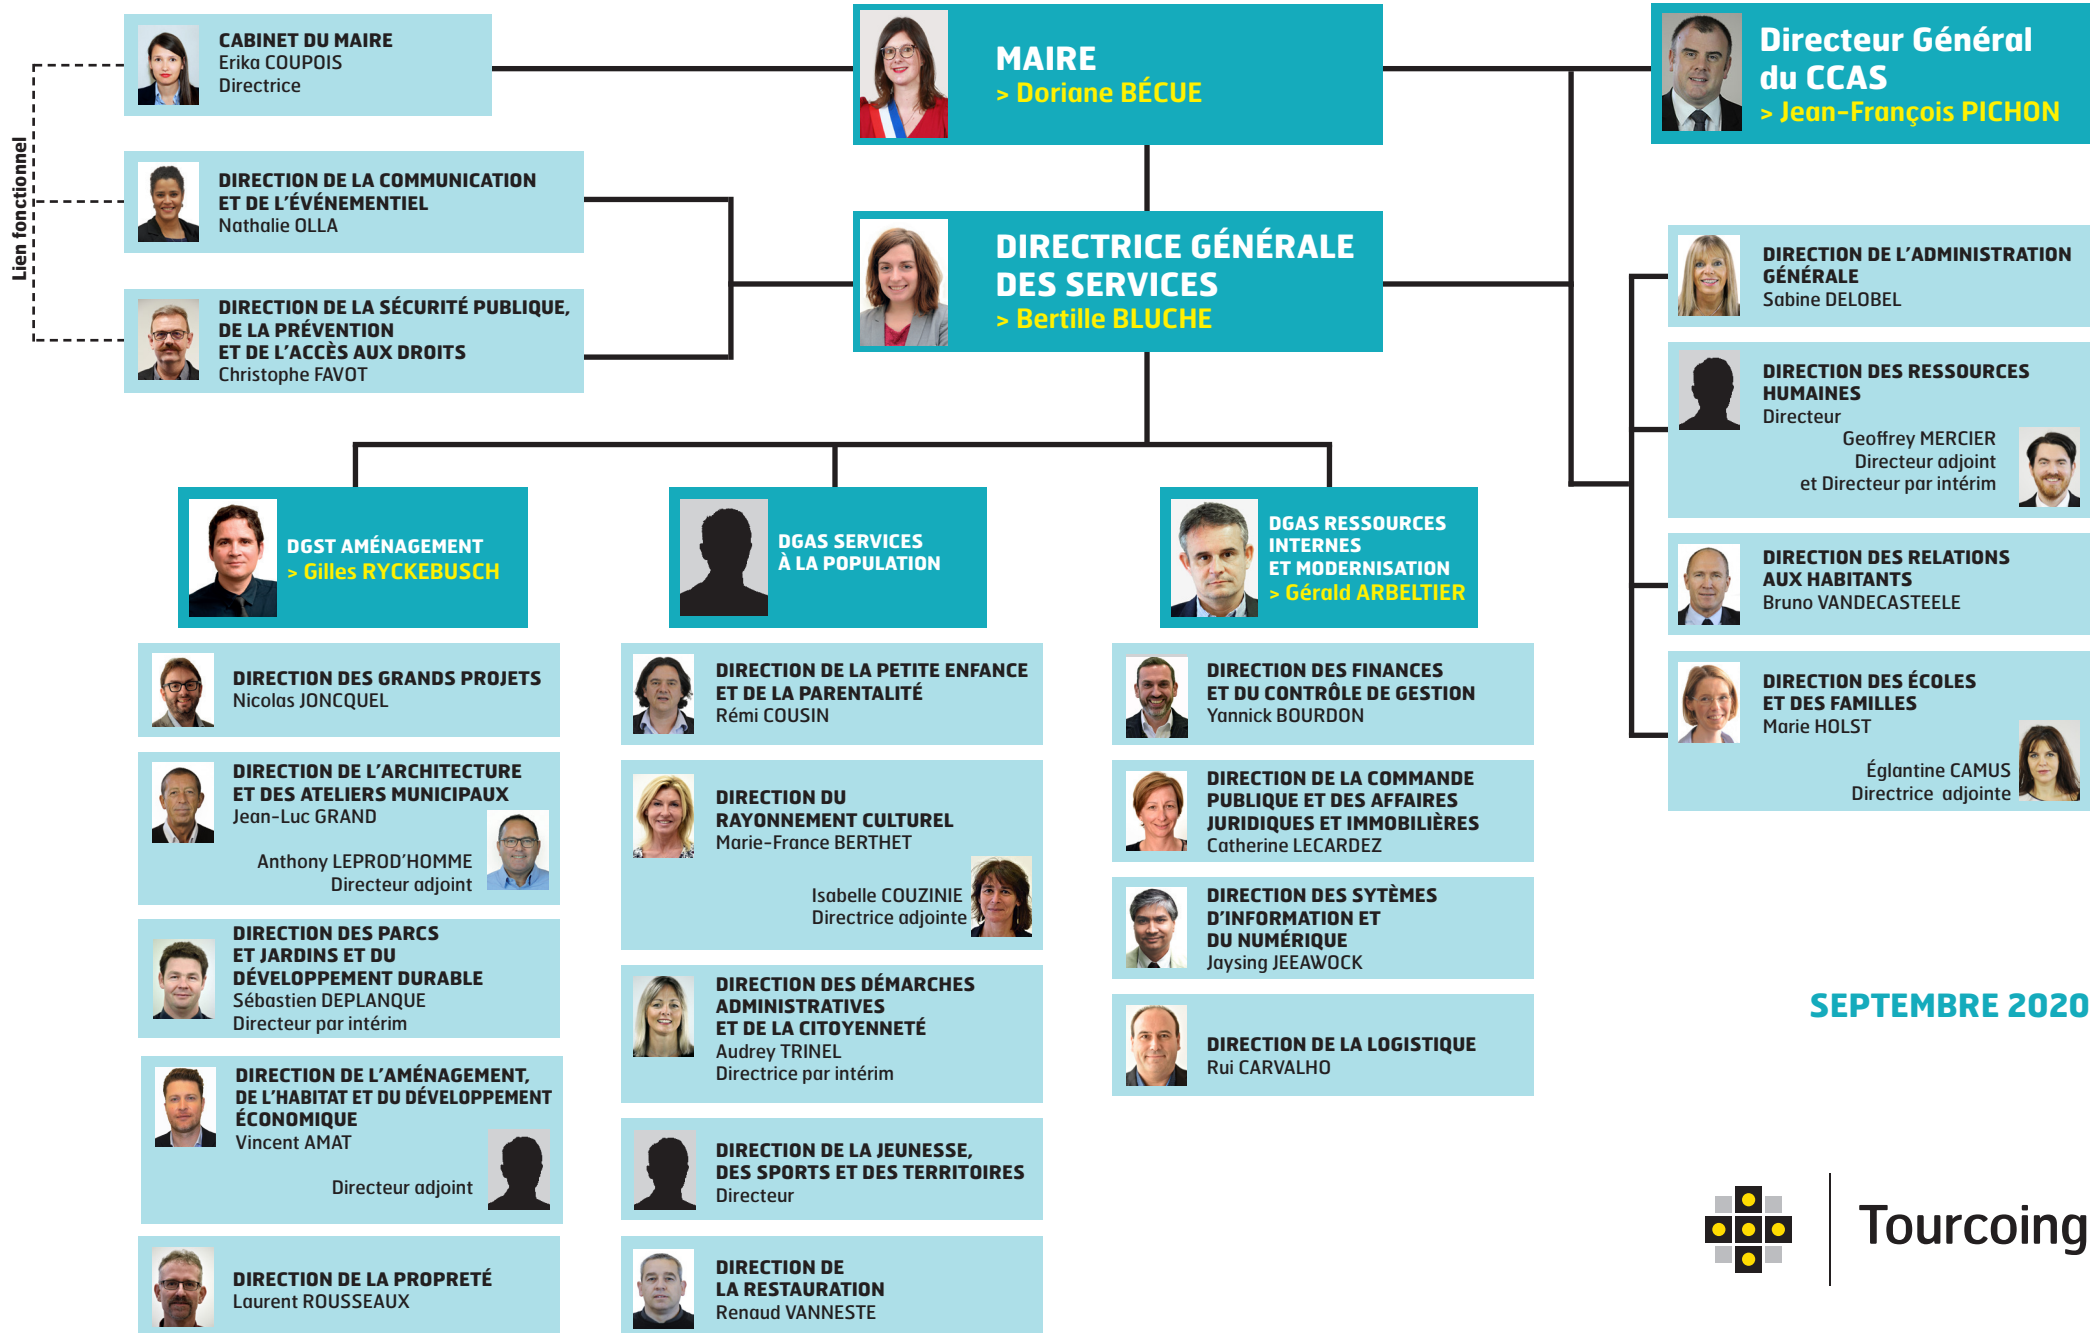 CABINET DU MAIRE
Erika COUPOIS
Directrice
MAIRE
> Doriane BÉCUE
Directeur Général
du CCAS
> Jean-François PICHON
Lien fonctionnel
DIRECTION DE LA COMMUNICATION
ET DE L'ÉVÉNEMENTIEL
Nathalie OLLA
DIRECTION DE LA SÉCURITÉ PUBLIQUE,
DE LA PRÉVENTION
ET DE L'ACCÈS AUX DROITS
Christophe FAVOT
DIRECTRICE GÉNÉRALE
DES SERVICES
> Bertille BLUCHE
DIRECTION DE L'ADMINISTRATION
GÉNÉRALE
Sabine DELOBEL
DIRECTION DES RESSOURCES
HUMAINES
Directeur
Geoffrey MERCIER
Directeur adjoint
et Directeur par intérim
DIRECTION DES RELATIONS
AUX HABITANTS
Bruno VANDECASTEELE
DIRECTION DES ÉCOLES
ET DES FAMILLES
Marie HOLST
Églantine CAMUS
Directrice adjointe
DGST AMÉNAGEMENT
> Gilles RYCKEBUSCH
DIRECTION DES GRANDS PROJETS
Nicolas JONCQUEL
DIRECTION DE L'ARCHITECTURE
ET DES ATELIERS MUNICIPAUX
Jean-Luc GRAND
Anthony LEPROD'HOMME
Directeur adjoint
DIRECTION DES PARCS
ET JARDINS ET DU
DÉVELOPPEMENT DURABLE
Sébastien DEPLANQUE
Directeur par intérim
DIRECTION DE L'AMÉNAGEMENT,
DE L'HABITAT ET DU DÉVELOPPEMENT
ÉCONOMIQUE
Vincent AMAT
Directeur adjoint
DIRECTION DE LA PROPRETÉ
Laurent ROUSSEAUX
DGAS SERVICES
À LA POPULATION
DIRECTION DE LA PETITE ENFANCE
ET DE LA PARENTALITÉ
Rémi COUSIN
DIRECTION DU
RAYONNEMENT CULTUREL
Marie-France BERTHET
Isabelle COUZINIE
Directrice adjointe
DIRECTION DES DÉMARCHES
ADMINISTRATIVES
ET DE LA CITOYENNETÉ
Audrey TRINEL
Directrice par intérim
DIRECTION DE LA JEUNESSE,
DES SPORTS ET DES TERRITOIRES
Directeur
DIRECTION DE
LA RESTAURATION
Renaud VANNESTE
DGAS RESSOURCES
INTERNES
ET MODERNISATION
> Gérald ARBELTIER
DIRECTION DES FINANCES
ET DU CONTRÔLE DE GESTION
Yannick BOURDON
DIRECTION DE LA COMMANDE
PUBLIQUE ET DES AFFAIRES
JURIDIQUES ET IMMOBILIÈRES
Catherine LECARDEZ
DIRECTION DES SYTÈMES
D'INFORMATION ET
DU NUMÉRIQUE
Jaysing JEEAWOCK
DIRECTION DE LA LOGISTIQUE
Rui CARVALHO
SEPTEMBRE 2020
Tourcoing